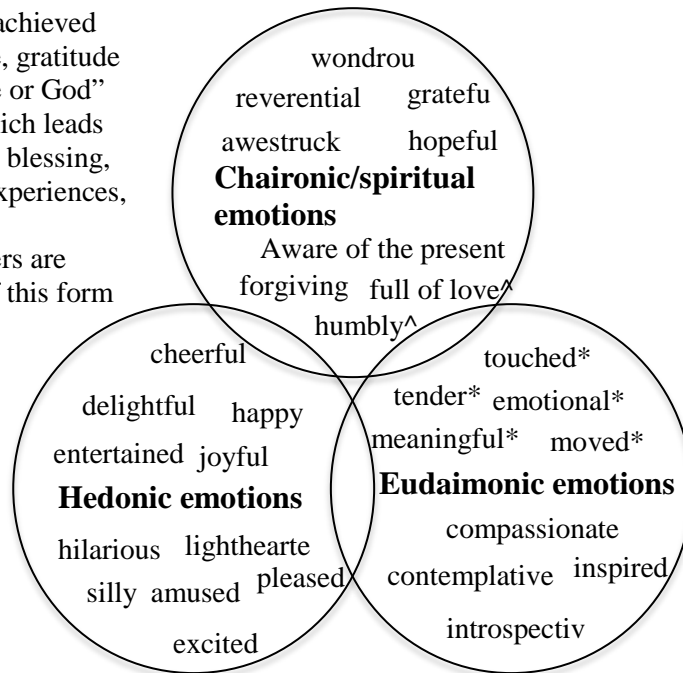 achieved
, gratitude
or God”
ich leads
blessing,
xperiences,
ers are
f this form
wondrou
reverential gratefu
awestruck hopeful
Chaironic/spiritual
emotions
Aware of the present
forgiving full of love^
humbly^
cheerful
delightful happy
entertained joyful
Hedonic emotions
hilarious lighthearte
silly amused pleased
excited
touched*
tender* emotional*
meaningful* moved*
Eudaimonic emotions
compassionate
contemplative inspired
introspectiv